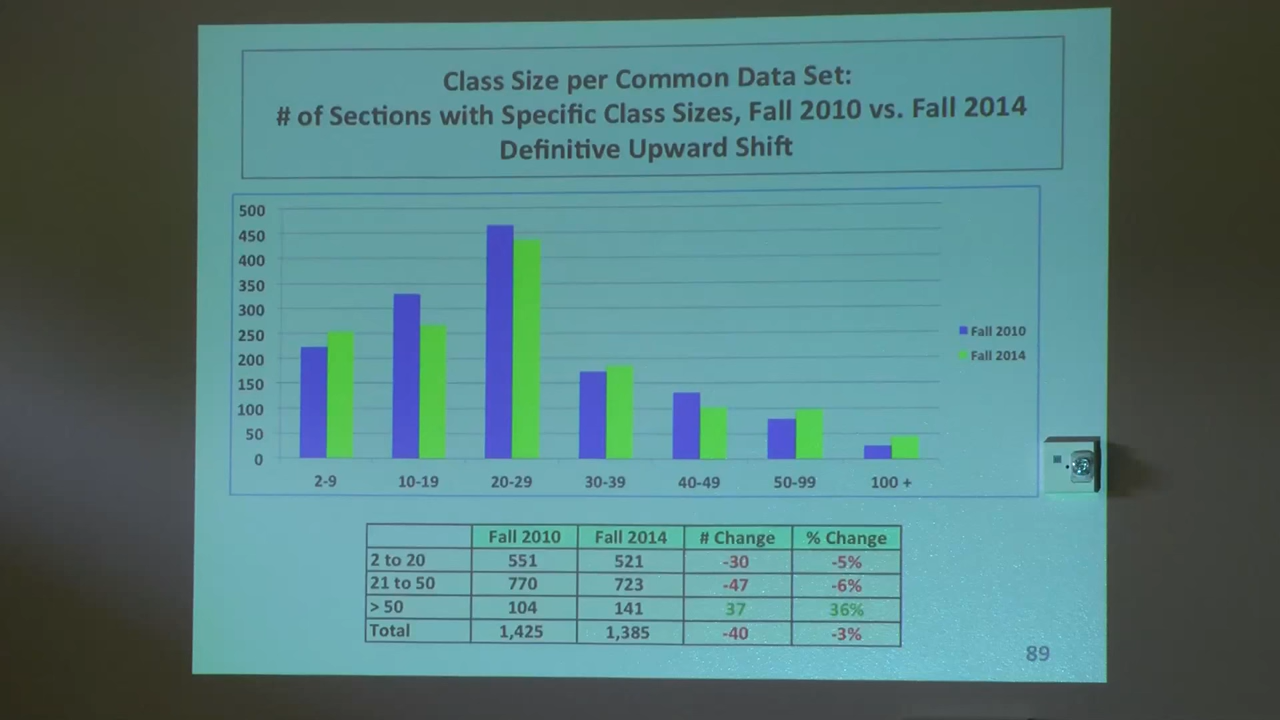 Class Size per Common Data Set:
# of Sections with Specific Class Sizes, Fall 2010 vs. Fall 2014
Definitive Upward Shift
500
450
400
350
300
250
200
150
100
50
0
2-9 10-19 20-29 30-39 40-49 50-99 100 +
Fall 2010
Fall 2014
Fall 2010 Fall 2014 # Change % Change
2 to 20 551 521 -30 -5%
21 to 50 770 723 -47 -6%
> 50 104 141 37 36%
Total 1,425 1,385 -40 -3%
89